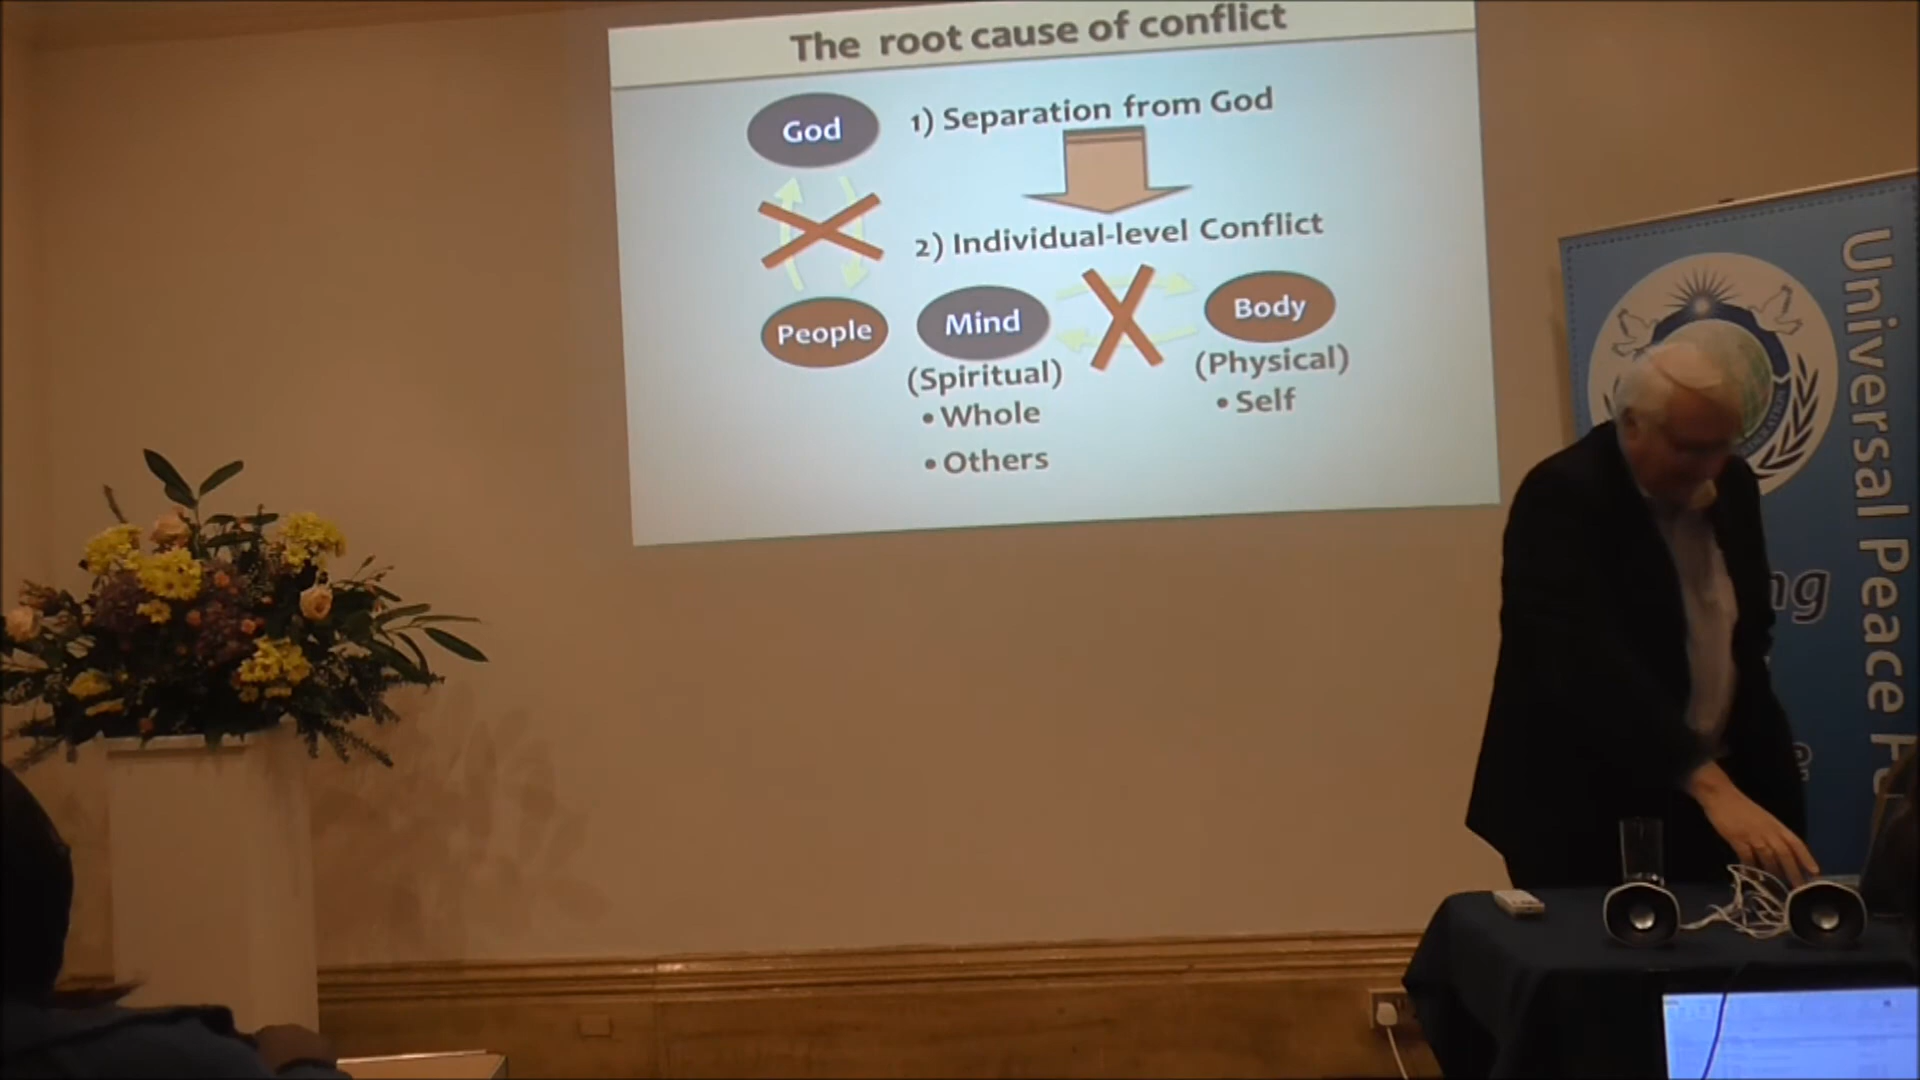 The root cause of conflict
God
1) Separation from God
2) Individual-level Conflict
People
Mind
Body
(Spiritual)
(Physical)
• Whole
• Self
• Others
Universal Peace